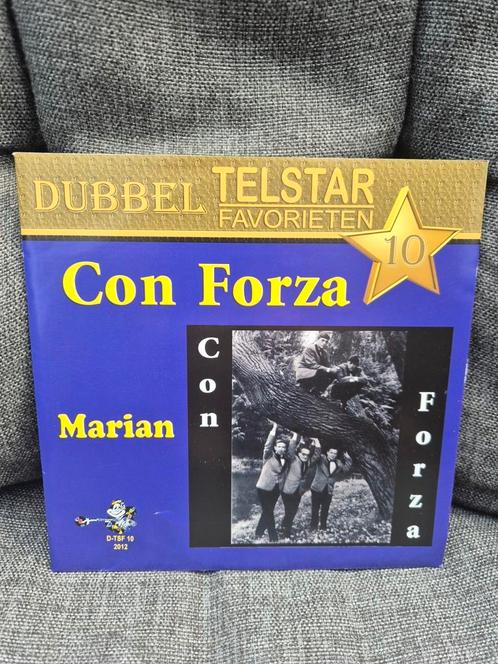 DUBBEL TELSTAR
FAVORIETEN
10
Con Forza
Con
Forza
Marian
D-TSF 10
2012